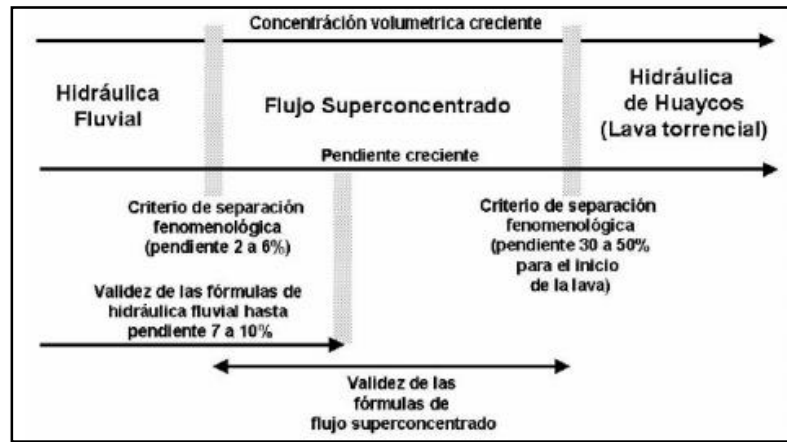 Concentráción volumetrica creciente
Hidráulica
Fluvial
Flujo Superconcentrado
Hidráulica
de Huaycos
(Lava torrencial)
Pendiente creciente
Criterio de separación
fenomenológica
(pendiente 2 a 6%)
Criterio de separación
fenomenológica
(pendiente 30 a 50%
para el inicio
de la lava)
Validez de las fórmulas de
hidráulica fluvial hasta
pendiente 7 a 10%
Validez de las
fórmulas de
flujo superconcentrado